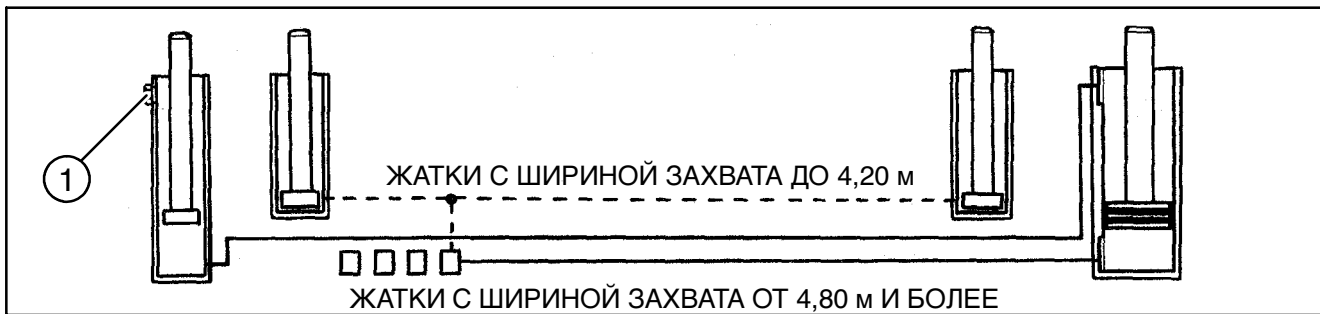 1
ЖАТКИ С ШИРИНОЙ ЗАХВАТА ДО 4,20 м
ЖАТКИ С ШИРИНОЙ ЗАХВАТА ОТ 4,80 м И БОЛЕЕ